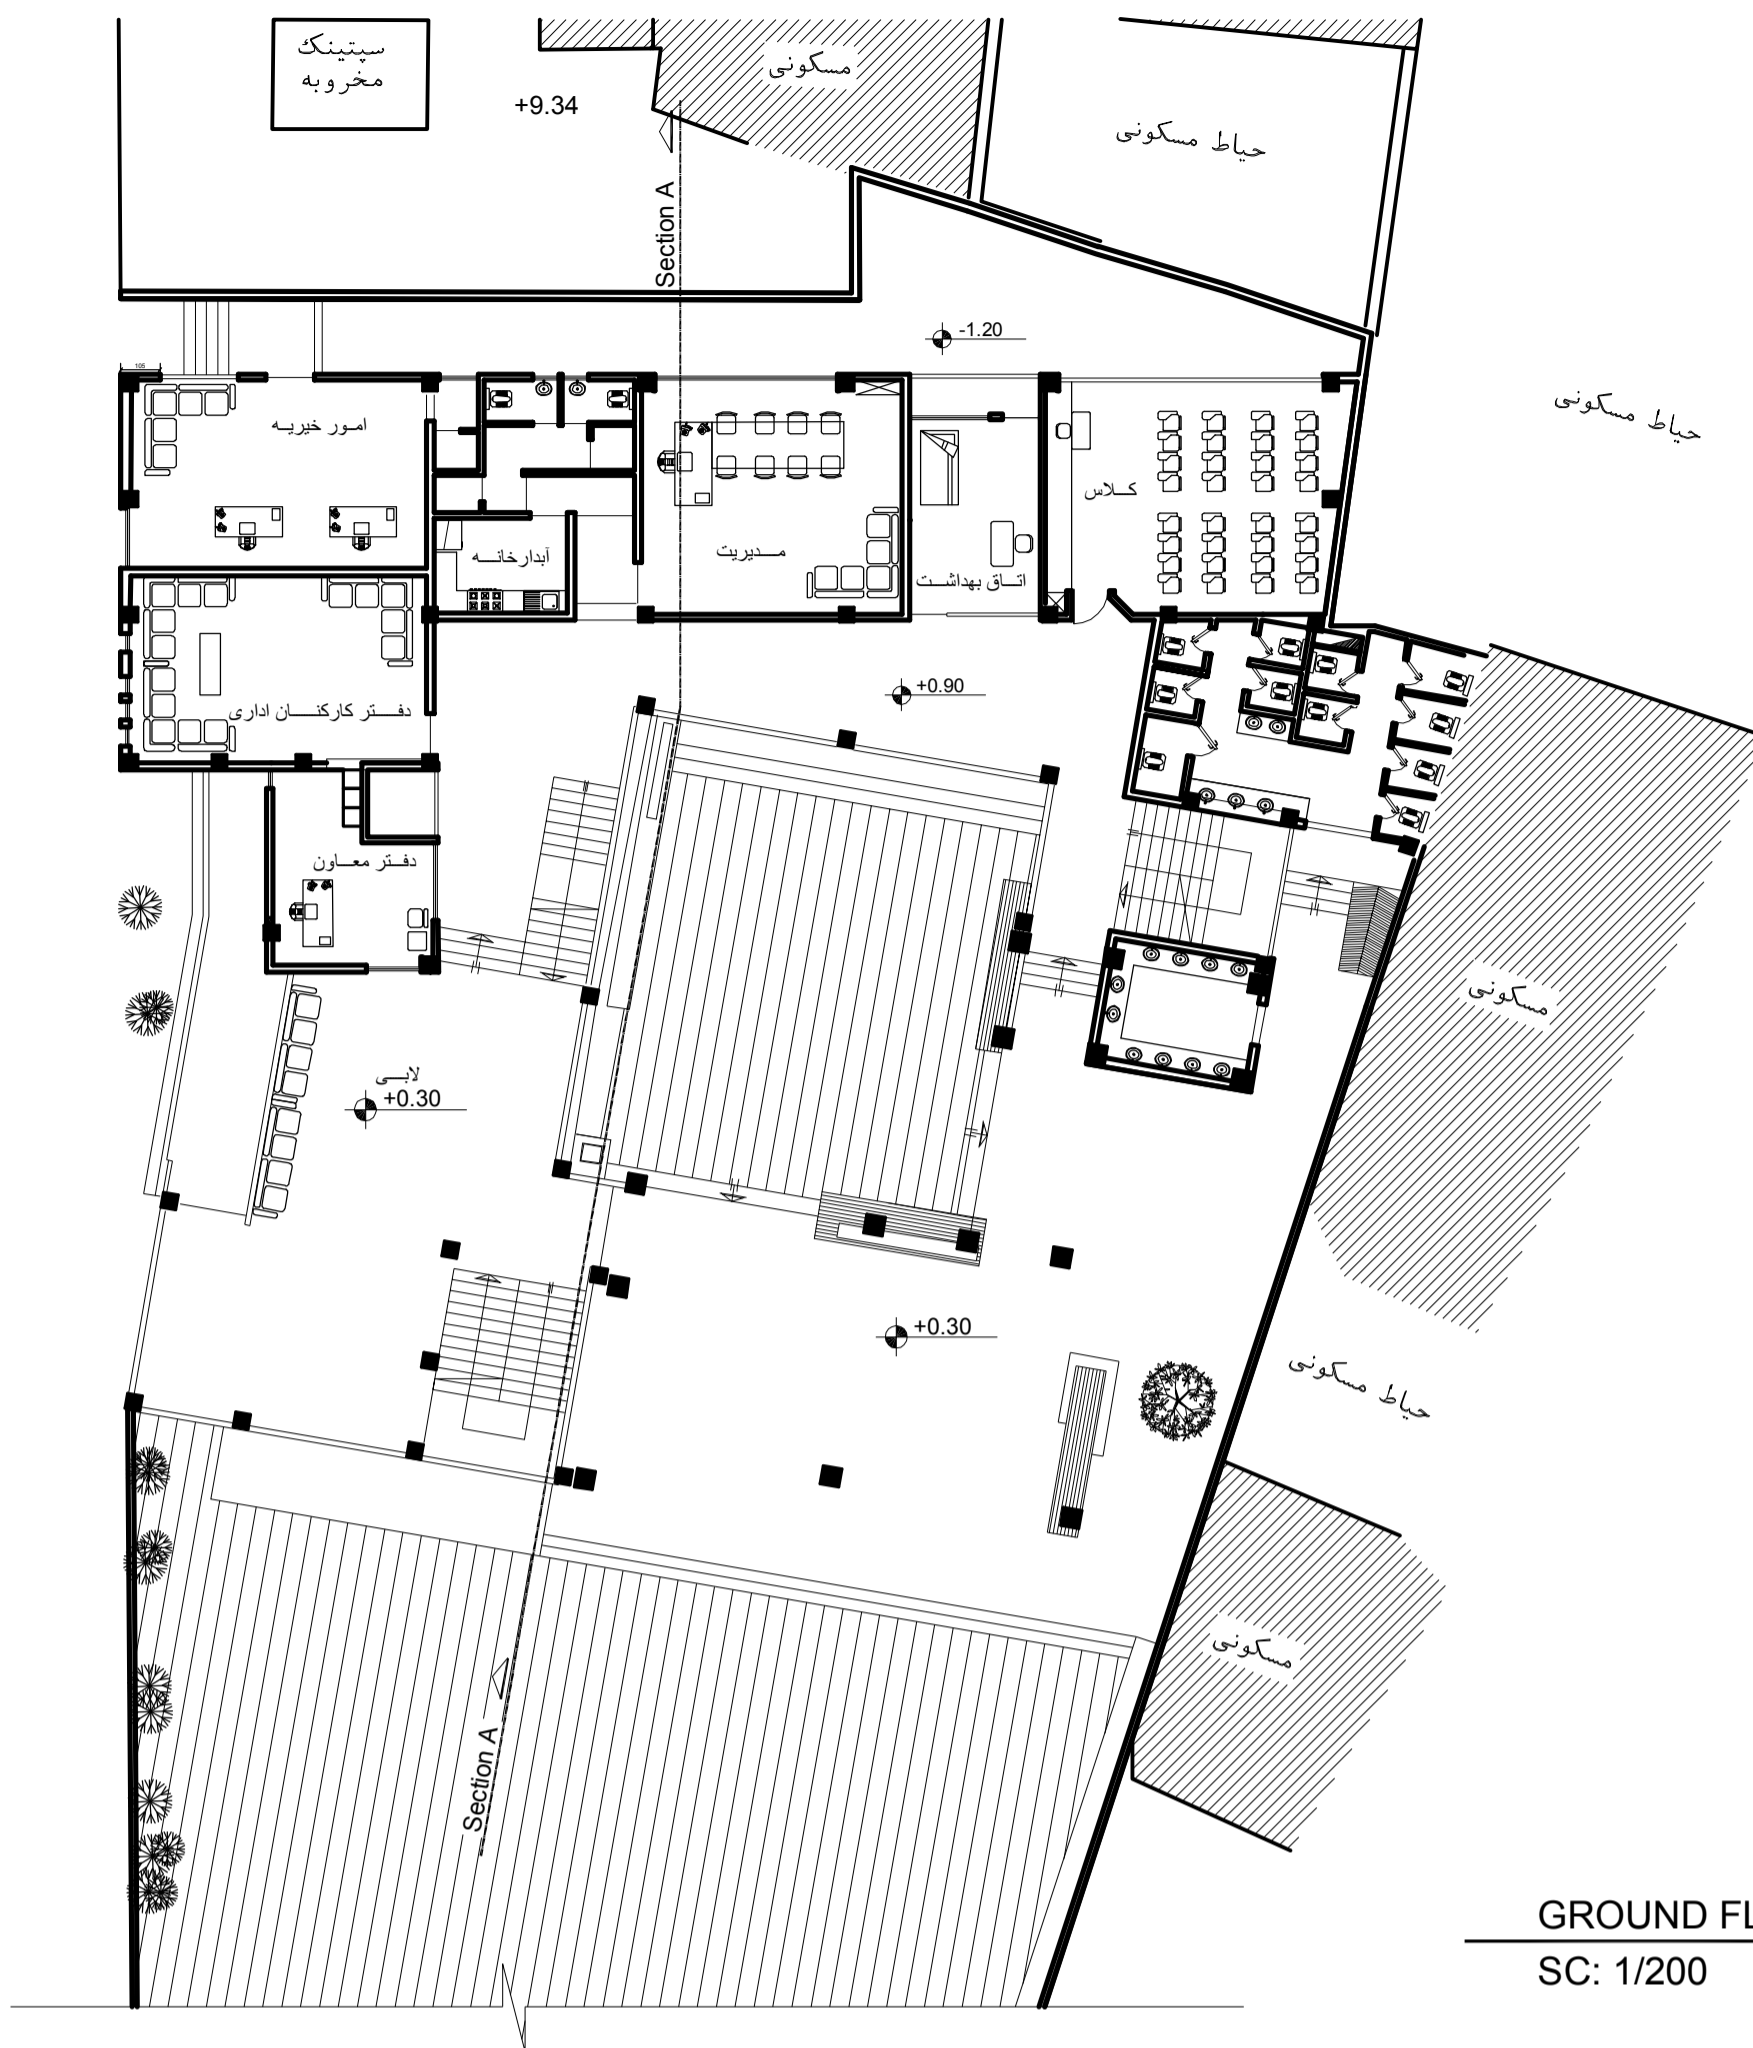 سپتینک
مخروبه
مسکونی
+9.34
حیاط مسکونی
Section A
-1.20
105
حیاط مسکونی
امور خیریه
کلاس
مدیریت
آبدارخانه
اتاق بهداشت
+0.90
دفتر کارکنان اداری
دفتر معاون
مسکونی
لابی
+0.30
+0.30
حیاط مسکونی
مسکونی
Section A
GROUND FL
SC: 1/200